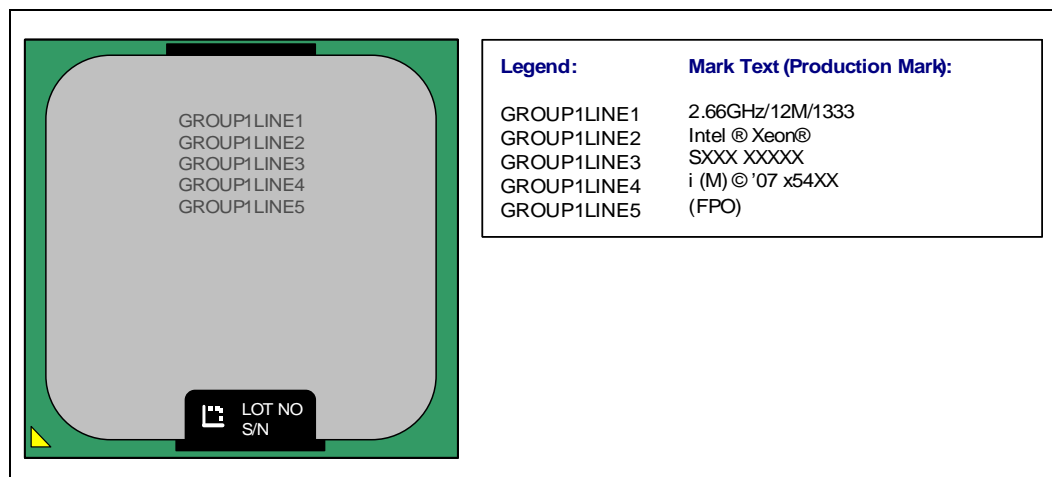 GROUP1LINE1
GROUP1LINE2
GROUP1LINE3
GROUP1LINE4
GROUP1LINE5
LOT NO
S/N
Legend: Mark Text (Production Mark):
GROUP1LINE1 2.66GHz/12M/1333
GROUP1LINE2 Intel ® Xeon®
GROUP1LINE3 SXXX XXXXX
GROUP1LINE4 i (M) © '07 x54XX
GROUP1LINE5 (FPO)